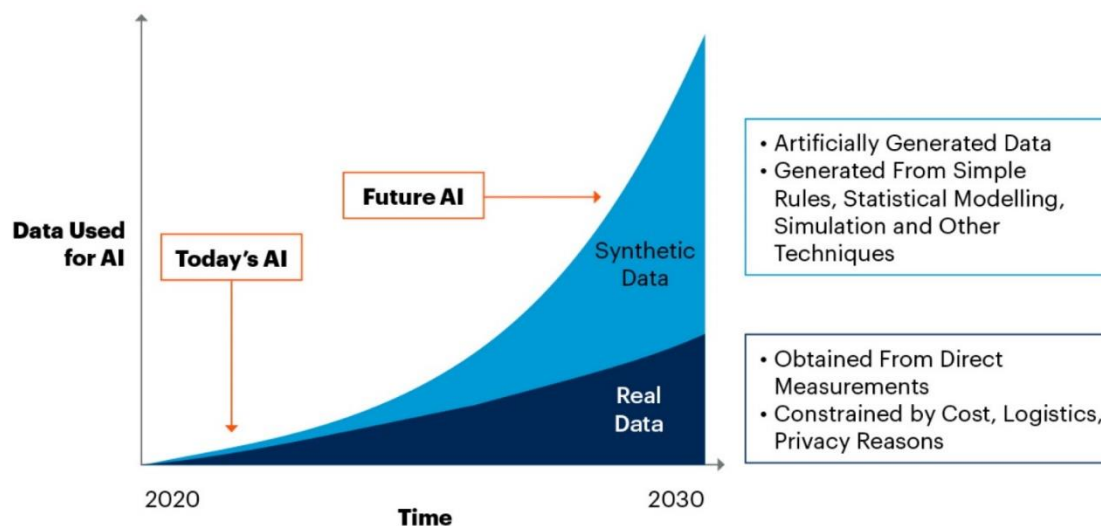 Data Used
for AI
Today's AI
Future AI
Synthetic
Data
Real
Data
2020
2030
Time
• Artificially Generated Data
• Generated From Simple
Rules, Statistical Modelling,
Simulation and Other
Techniques
• Obtained From Direct
Measurements
• Constrained by Cost, Logistics,
Privacy Reasons